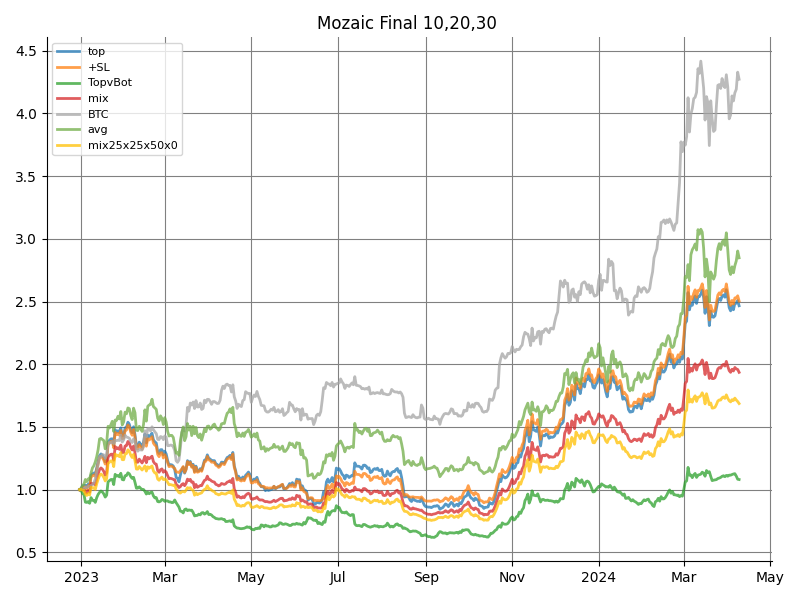 Mozaic Final 10,20,30
top
+SL
TopvBot
mix
BTC
avg
mix25x25x50x0
4.5
4.0
3.5
3.0
2.5
2.0
1.5
1.0
0.5
2023 Mar May Jul Sep Nov 2024 Mar May